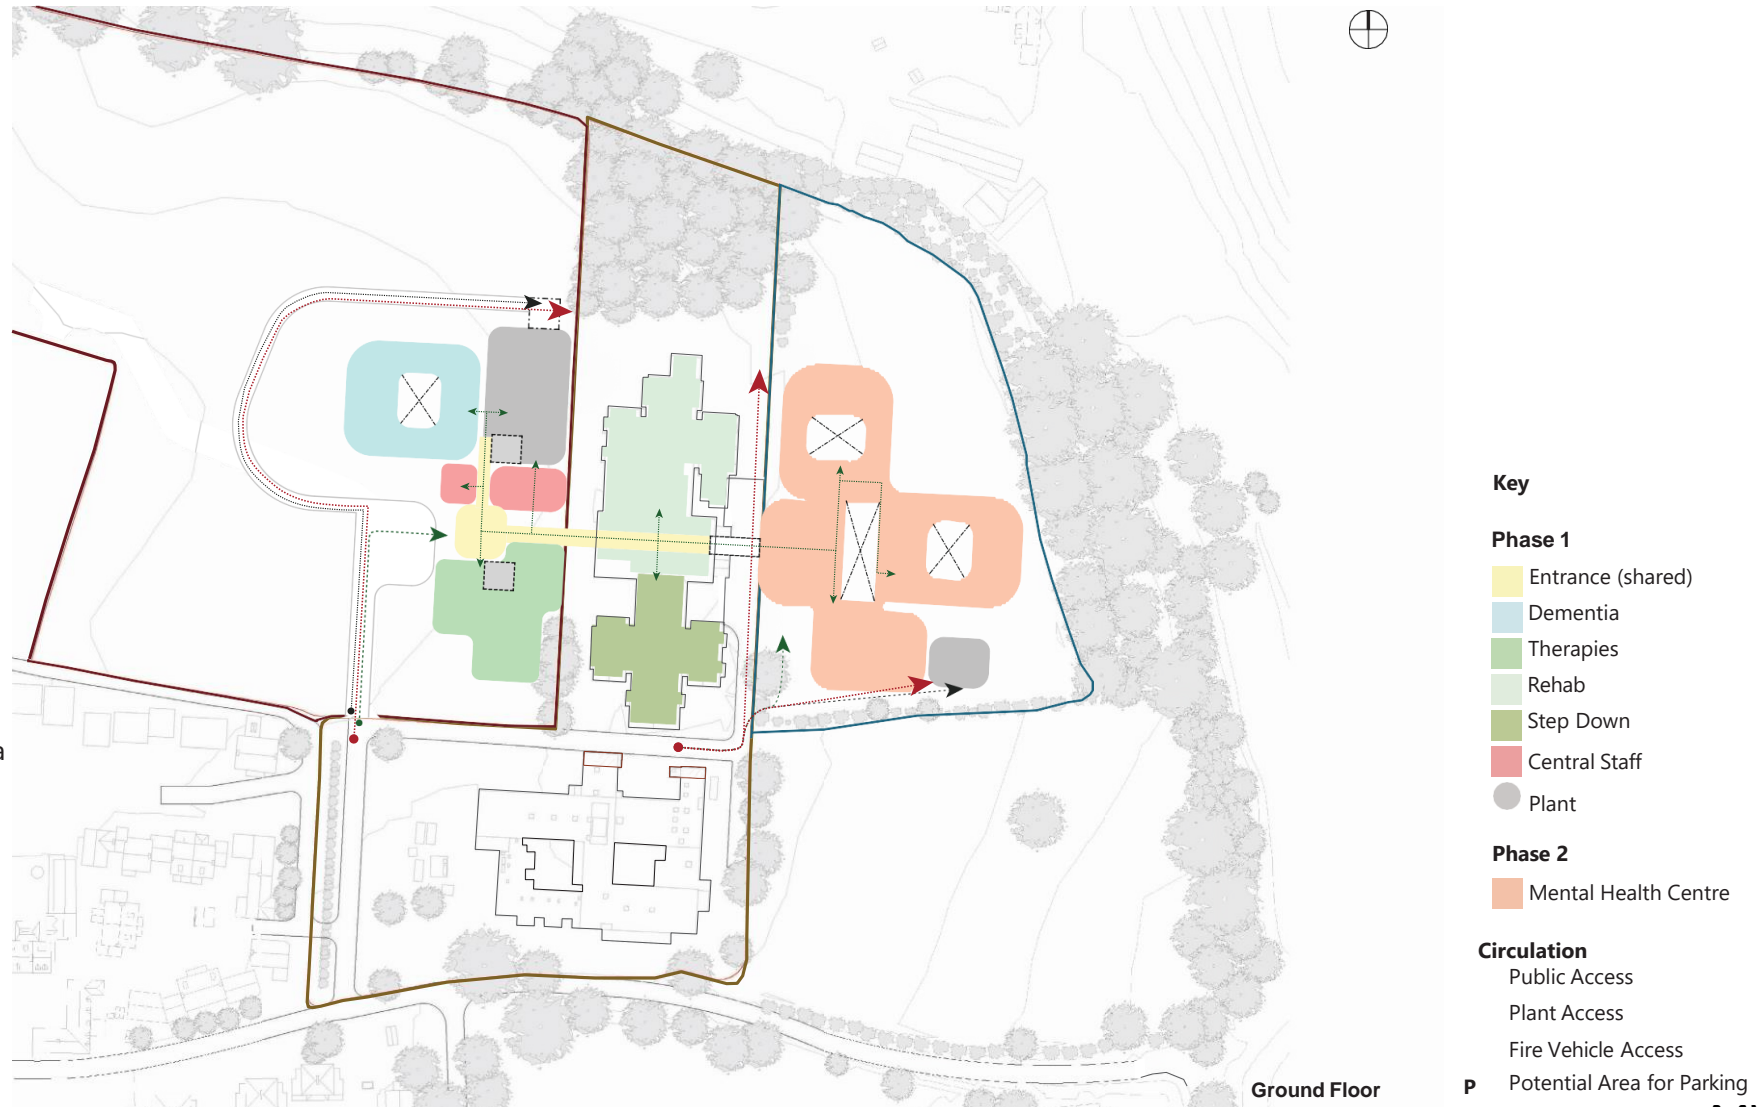 Key
Phase 1
Entrance (shared)
Dementia
Therapies
Rehab
Step Down
Central Staff
Plant
Phase 2
Mental Health Centre
Circulation
Public Access
Plant Access
Fire Vehicle Access
P Potential Area for Parking
Ground Floor
a